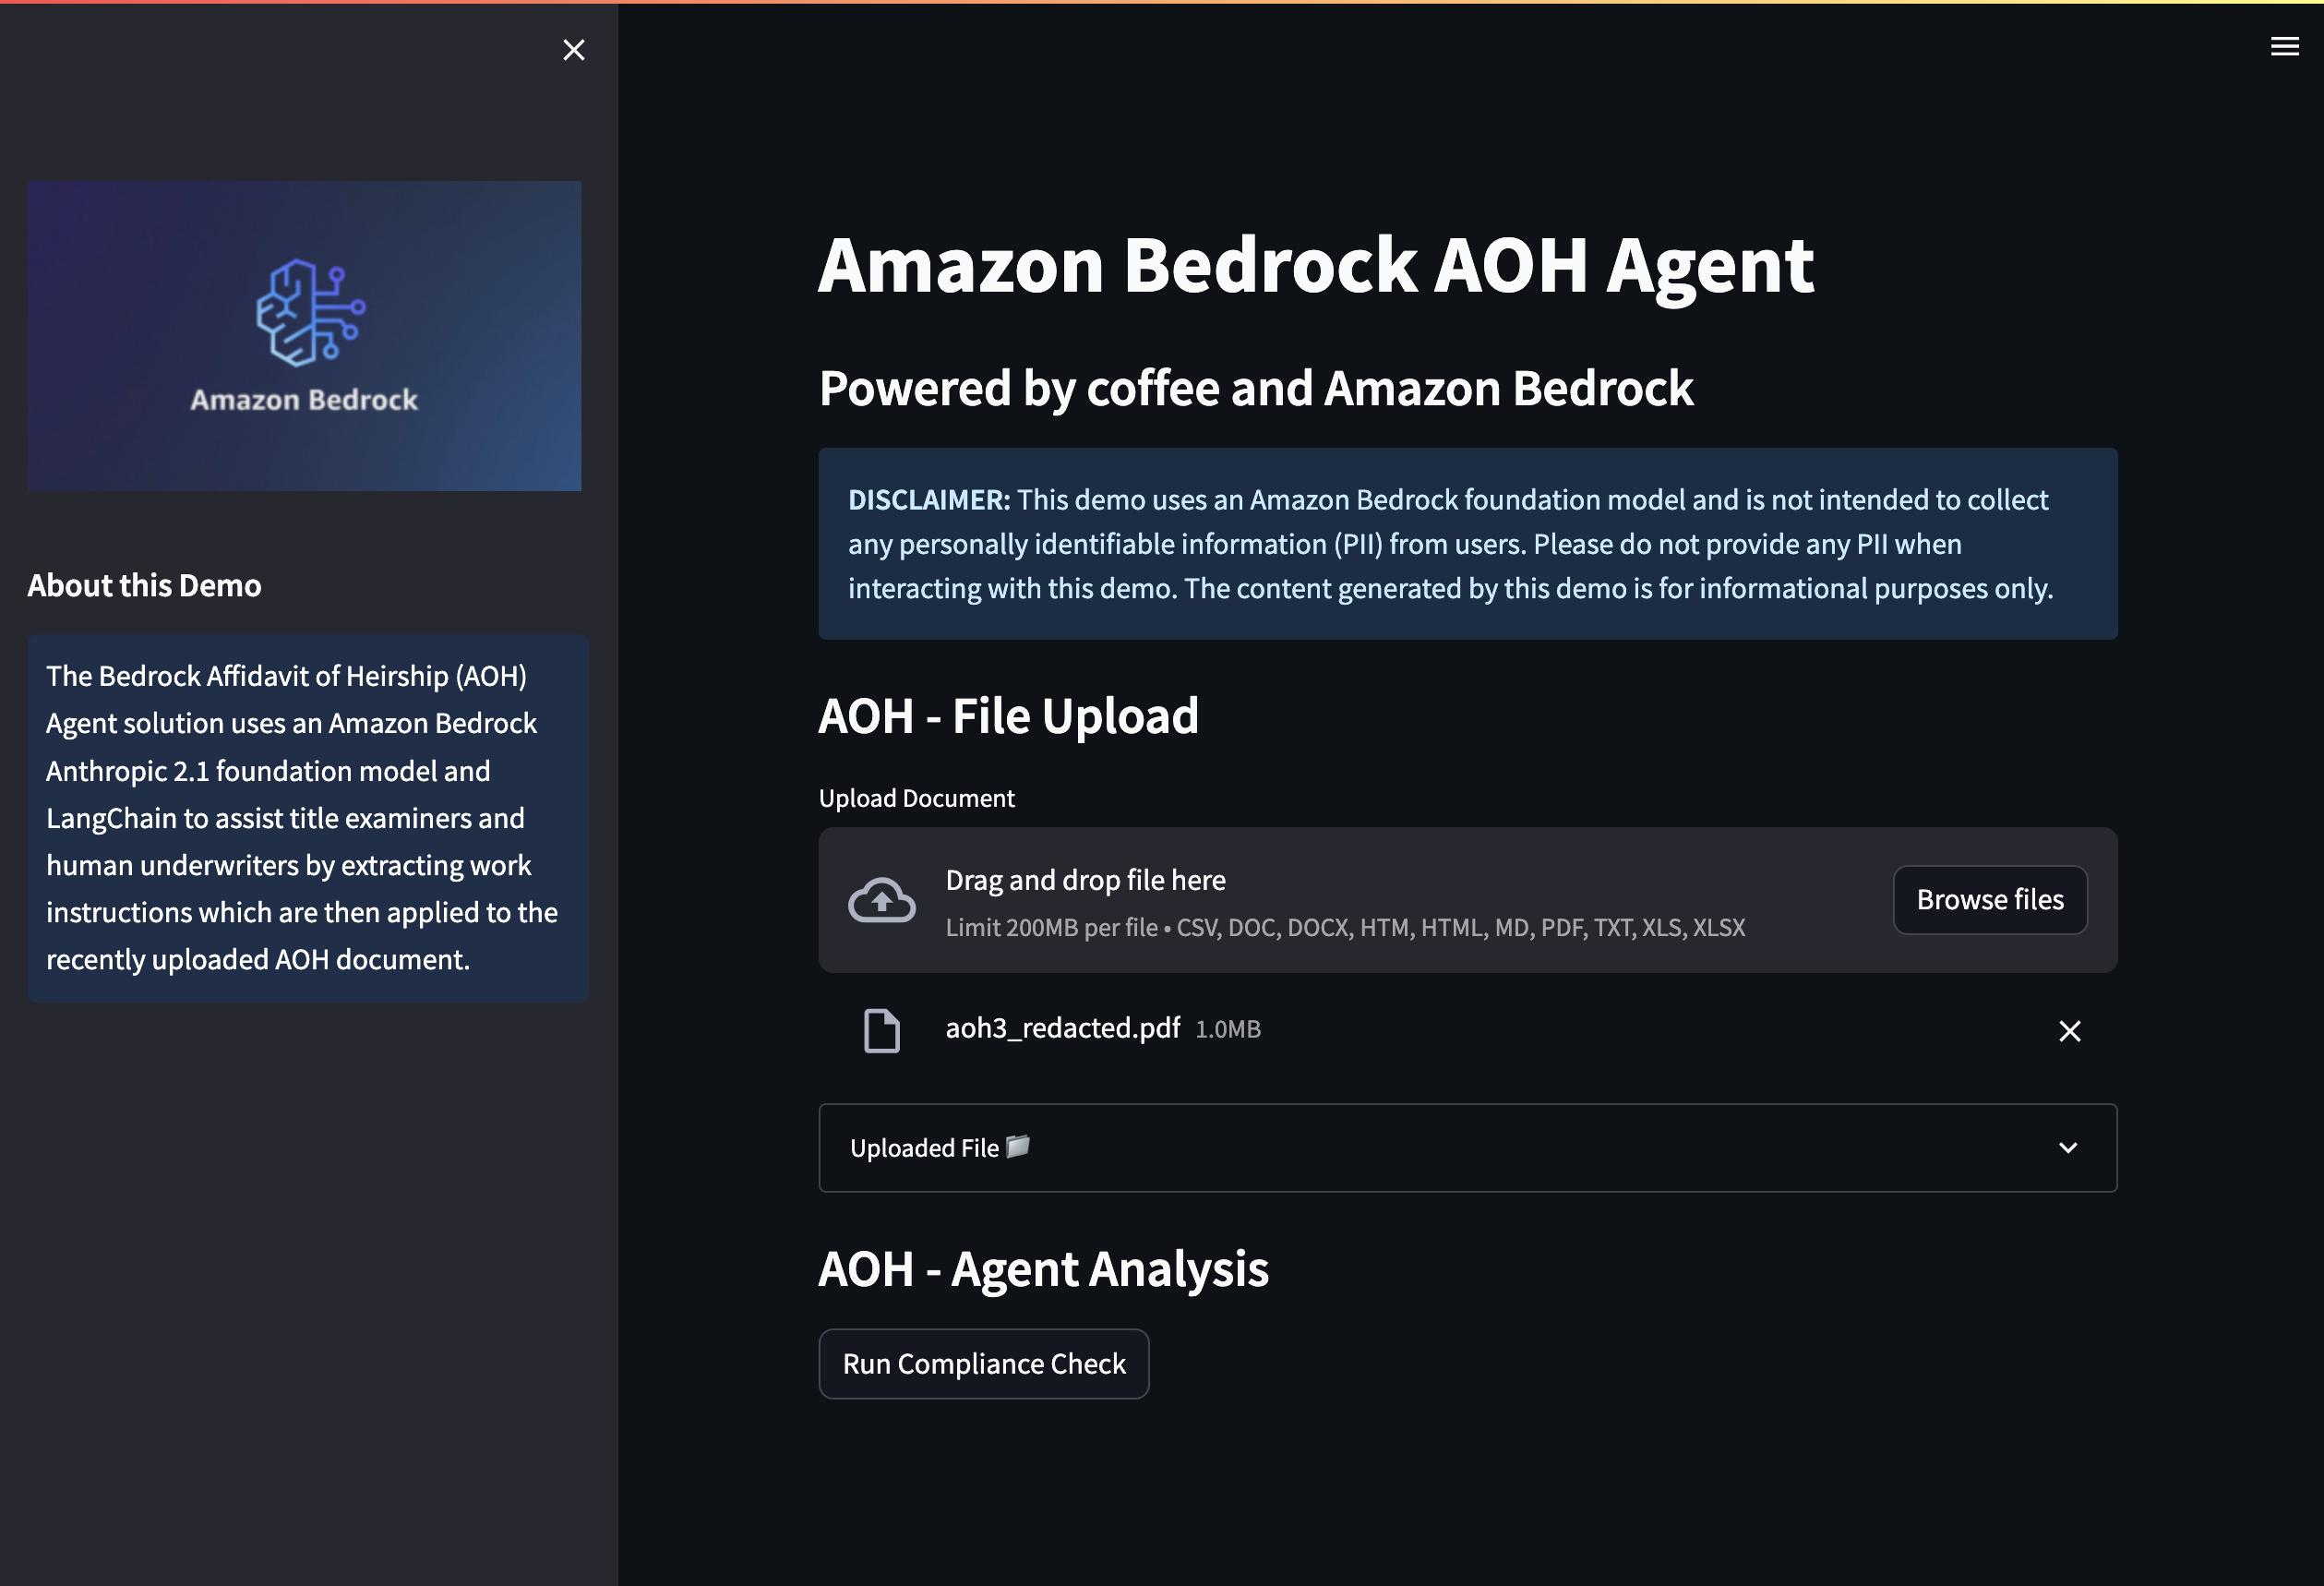 Amazon Bedrock
About this Demo
The Bedrock Affidavit of Heirship (AOH)
Agent solution uses an Amazon Bedrock
Anthropic 2.1 foundation model and
LangChain to assist title examiners and
human underwriters by extracting work
instructions which are then applied to the
recently uploaded AOH document.
Amazon Bedrock AOH Agent
Powered by coffee and Amazon Bedrock
DISCLAIMER: This demo uses an Amazon Bedrock foundation model and is not intended to collect
any personally identifiable information (PII) from users. Please do not provide any PII when
interacting with this demo. The content generated by this demo is for informational purposes only.
AOH - File Upload
Upload Document
Drag and drop file here
Limit 200MB per file • CSV, DOC, DOCX, HTM, HTML, MD, PDF, TXT, XLS, XLSX
Browse files
aoh3_redacted.pdf 1.0MB
Uploaded File
AOH - Agent Analysis
Run Compliance Check